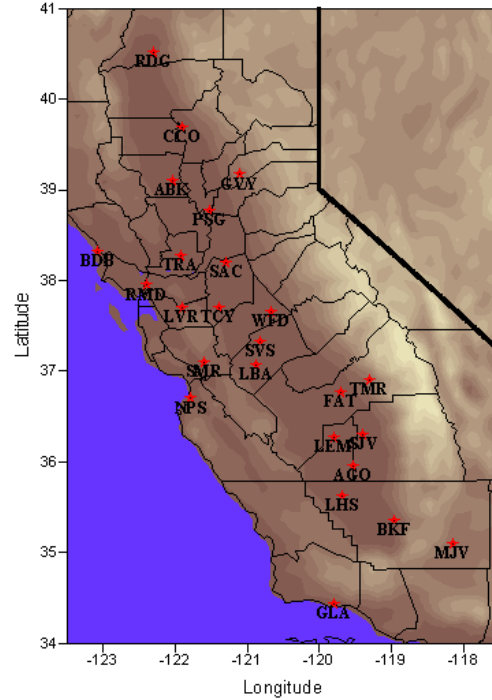 41
RDG
40
CCO
GVY
ABK
39
PSG
BDB
TRA
SAC
38
RMD
LVR TCY
WFD
SVS
SMR
LBA
37
TMR
FAT
NPS
LEM
SJV
36
AGO
LHS
BKF
35
MJV
GLA
34
-123 -122 -121 -120 -119 -118
Latitude
Longitude